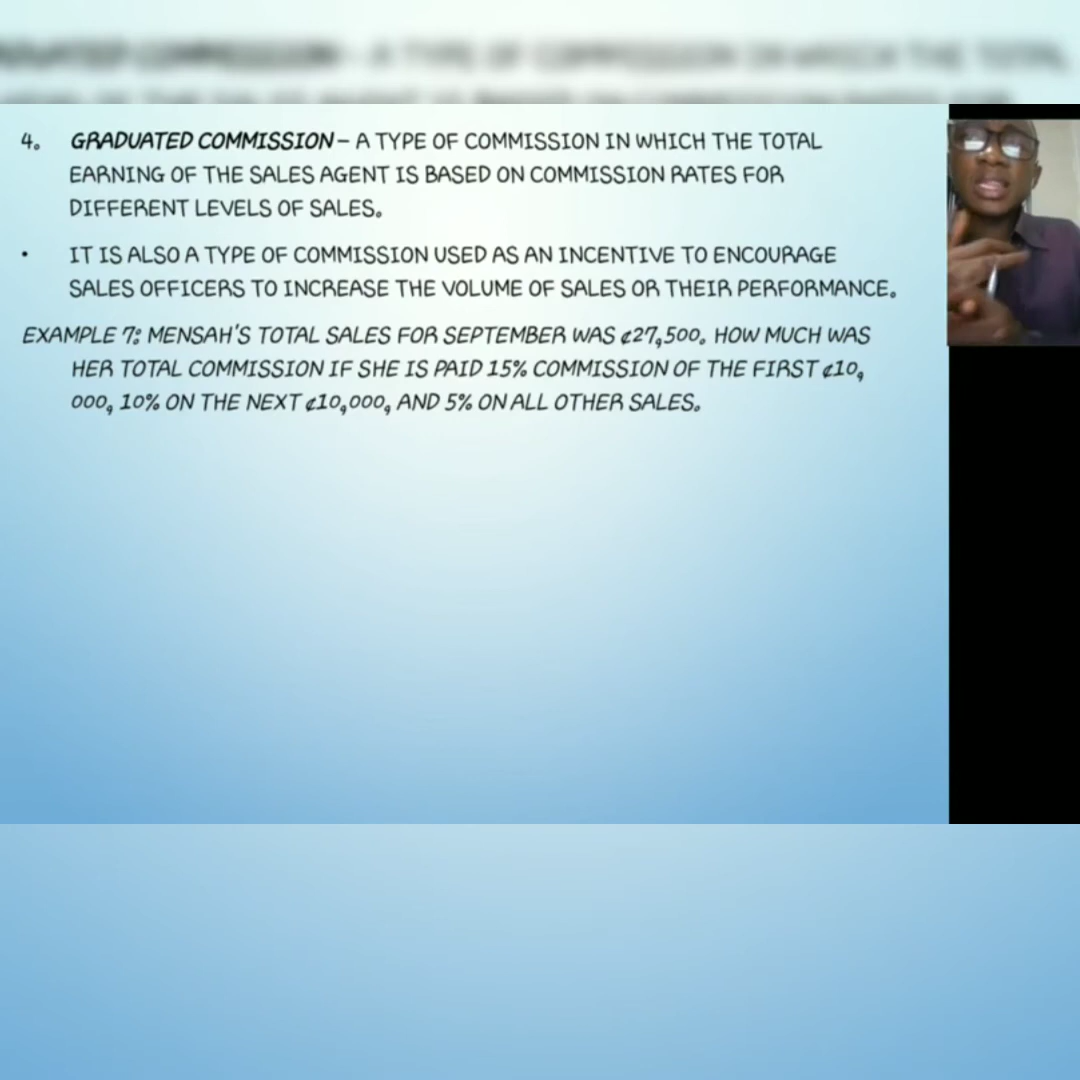 4. GRADUATED COMMISSION – A TYPE OF COMMISSION IN WHICH THE TOTAL
EARNING OF THE SALES AGENT IS BASED ON COMMISSION RATES FOR
DIFFERENT LEVELS OF SALES.
• IT IS ALSO A TYPE OF COMMISSION USED AS AN INCENTIVE TO ENCOURAGE
SALES OFFICERS TO INCREASE THE VOLUME OF SALES OR THEIR PERFORMANCE.
EXAMPLE 7: MENSAH'S TOTAL SALES FOR SEPTEMBER WAS ¢27,500. HOW MUCH WAS
HER TOTAL COMMISSION IF SHE IS PAID 15% COMMISSION OF THE FIRST ¢10,
000, 10% ON THE NEXT ¢10,000, AND 5% ON ALL OTHER SALES.